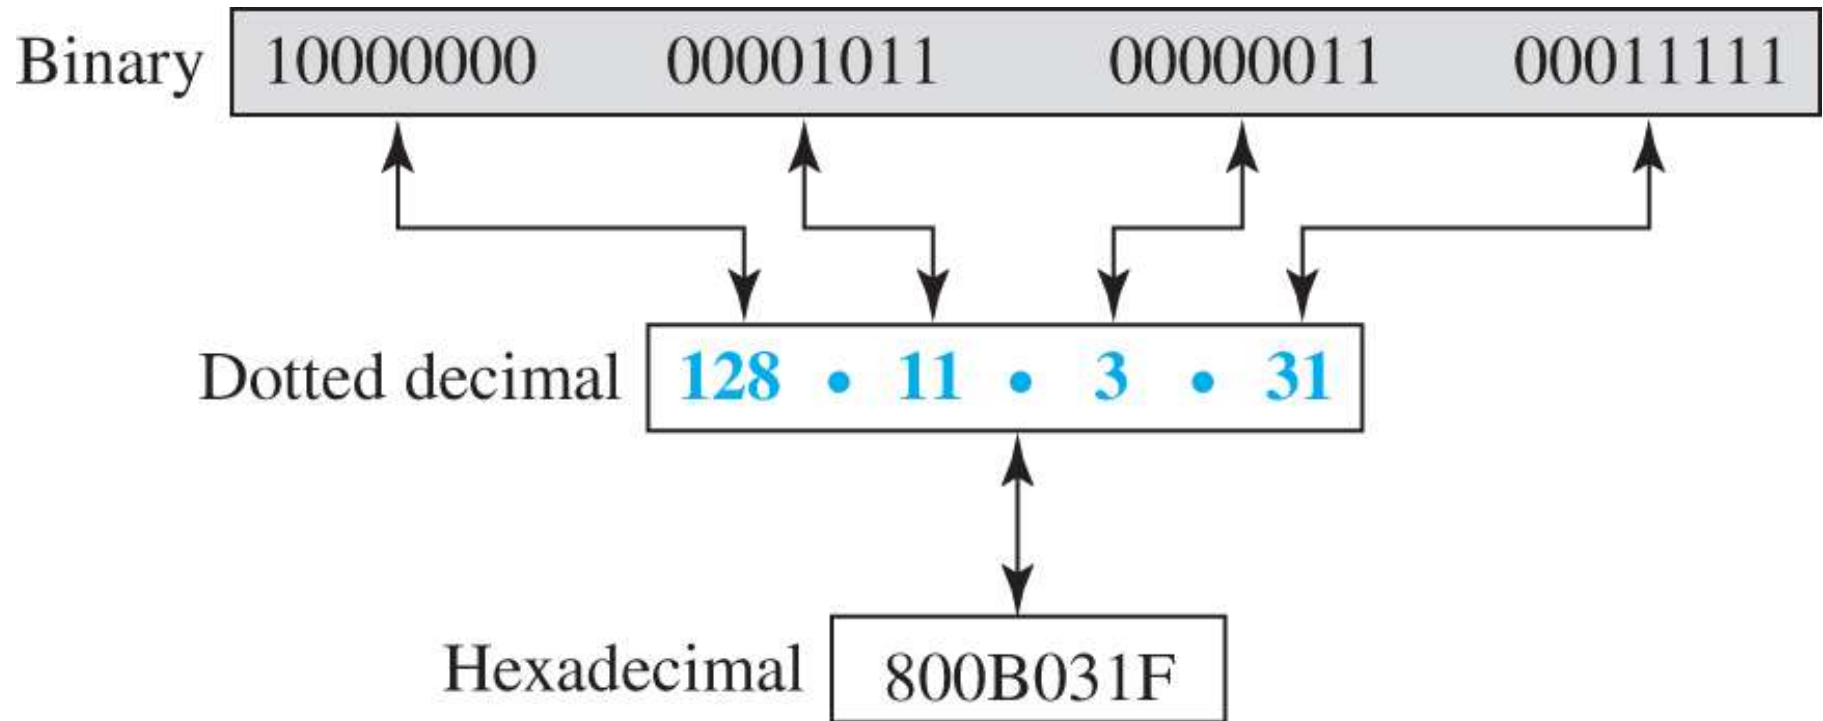 Binary 10000000 00001011 00000011 00011111
Dotted decimal 128 • 11 • 3 • 31
Hexadecimal 800B031F